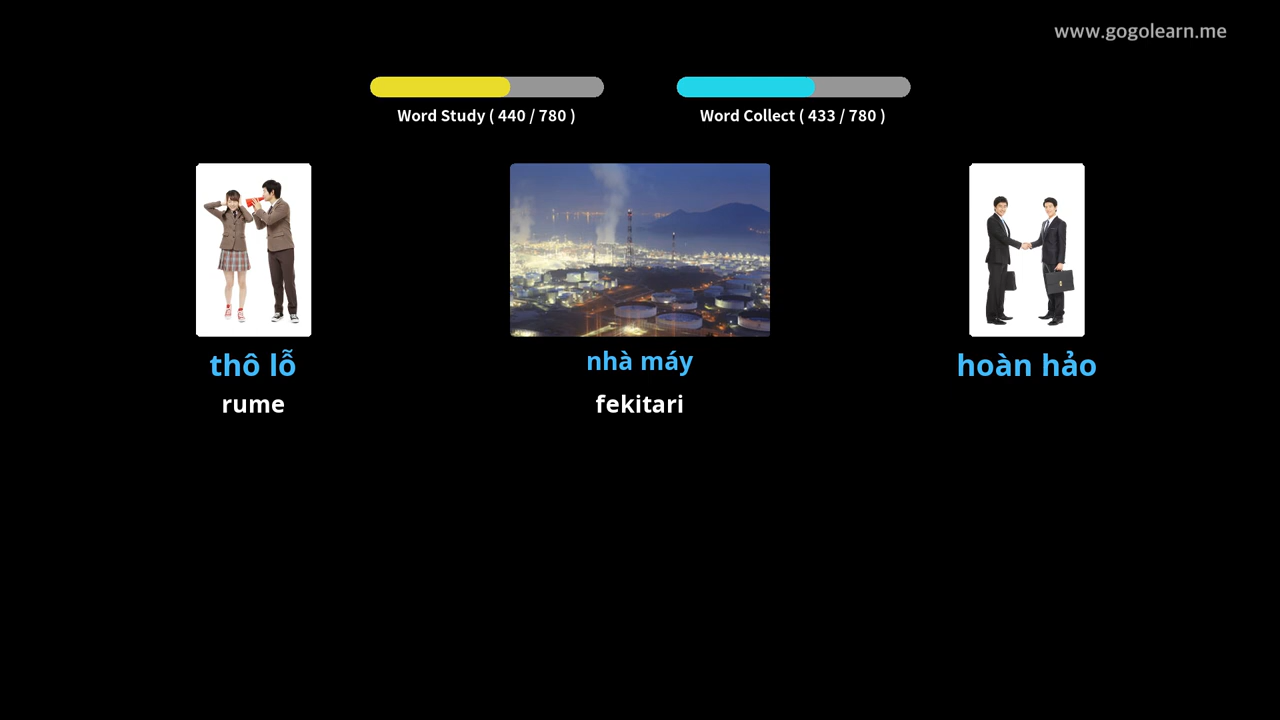 www.gogolearn.me
Word Study ( 440 / 780 )
Word Collect ( 433 / 780 )
thô lỗ
rume
nhà máy
fekitari
hoàn hảo